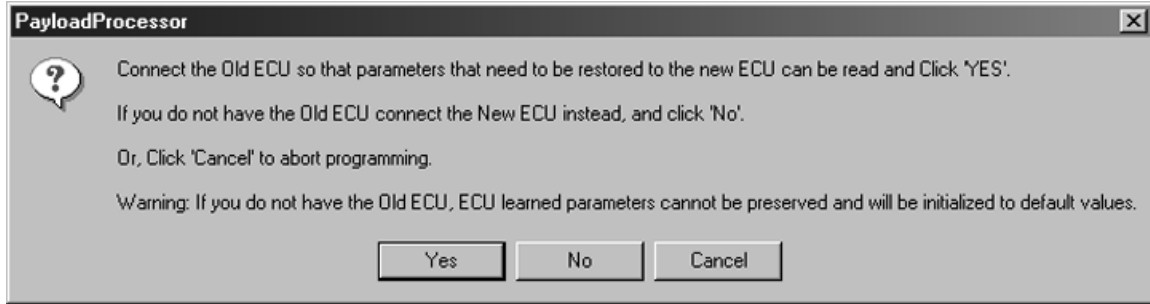 PayloadProcessor
Connect the Old ECU so that parameters that need to be restored to the new ECU can be read and Click 'YES'.
If you do not have the Old ECU connect the New ECU instead, and click 'No'.
Or, Click 'Cancel' to abort programming.
Warning: If you do not have the Old ECU, ECU learned parameters cannot be preserved and will be initialized to default values.
Yes No Cancel